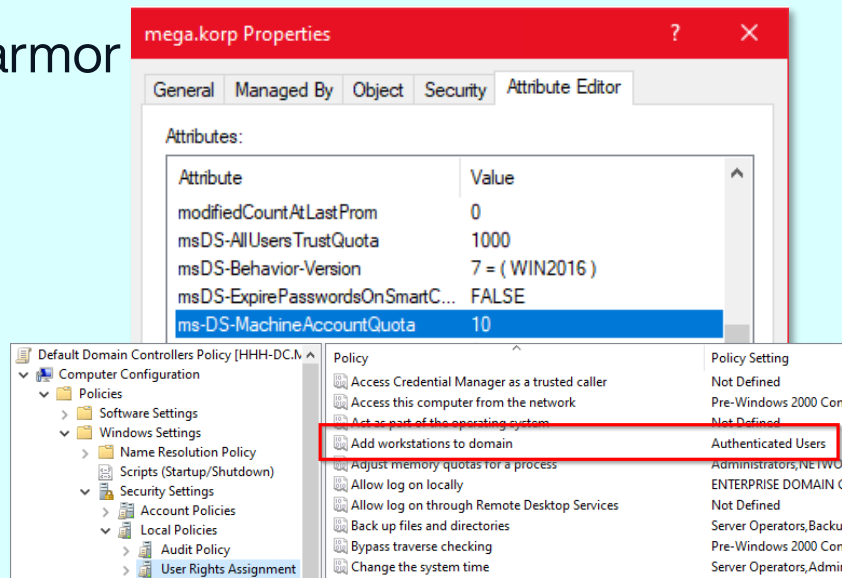 armor
mega.korp Properties ? ×
General Managed By Object Security Attribute Editor
Attributes:
Attribute Value
modifiedCountAtLastProm 0
msDS-AllUsersTrustQuota 1000
msDS-Behavior-Version 7 = ( WIN2016 )
msDS-ExpirePasswordsOnSmartC... FALSE
ms-DS-MachineAccountQuota 10
Default Domain Controllers Policy [HHH-DC.M
Computer Configuration
Policies
Software Settings
Windows Settings
Name Resolution Policy
Scripts (Startup/Shutdown)
Security Settings
Account Policies
Local Policies
Audit Policy
User Rights Assignment
Policy Policy Setting
Access Credential Manager as a trusted caller Not Defined
Access this computer from the network Pre-Windows 2000 Con
Act as part of the operating system Not Defined
Add workstations to domain Authenticated Users
Adjust memory quotas for a process Administrators,NETWO
Allow log on locally ENTERPRISE DOMAIN C
Allow log on through Remote Desktop Services Not Defined
Back up files and directories Server Operators,Backu
Bypass traverse checking Pre-Windows 2000 Con
Change the system time Server Operators,Admin